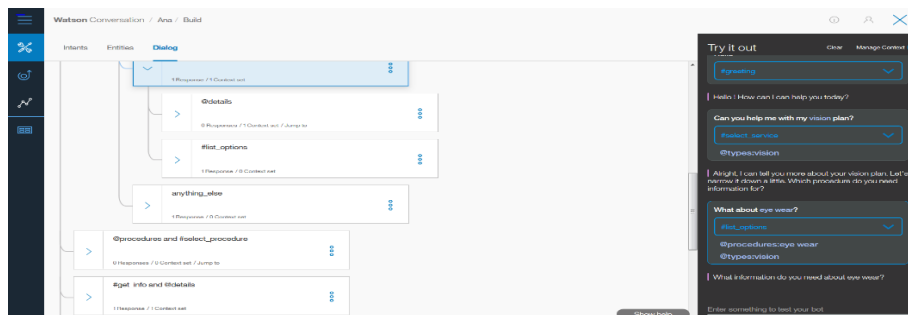 Watson Conversation / Ana / Build
Intents
Entities
Dialog
1 Response / 1 Context set
@details
0 Responses / 1 Context set / Jump to
#list_options
1 Response / 0 Context set
anything_else
1 Response / 0 Context set
@procedures and #select_procedure
0 Responses / 0 Context set / Jump to
#get_info and @details
1 Response / 1 Context set
Show help
Try it out
Clear
Manage Context
#greeting
Hello ! How can I can help you today?
Can you help me with my vision plan?
#select_service
@types:vision
Alright, I can tell you more about your vision plan. Let's
narrow it down a little. Which procedure do you need
information for?
What about eye wear?
#list_options
@procedures:eye wear
@types:vision
What information do you need about eye wear?
Enter something to test your bot